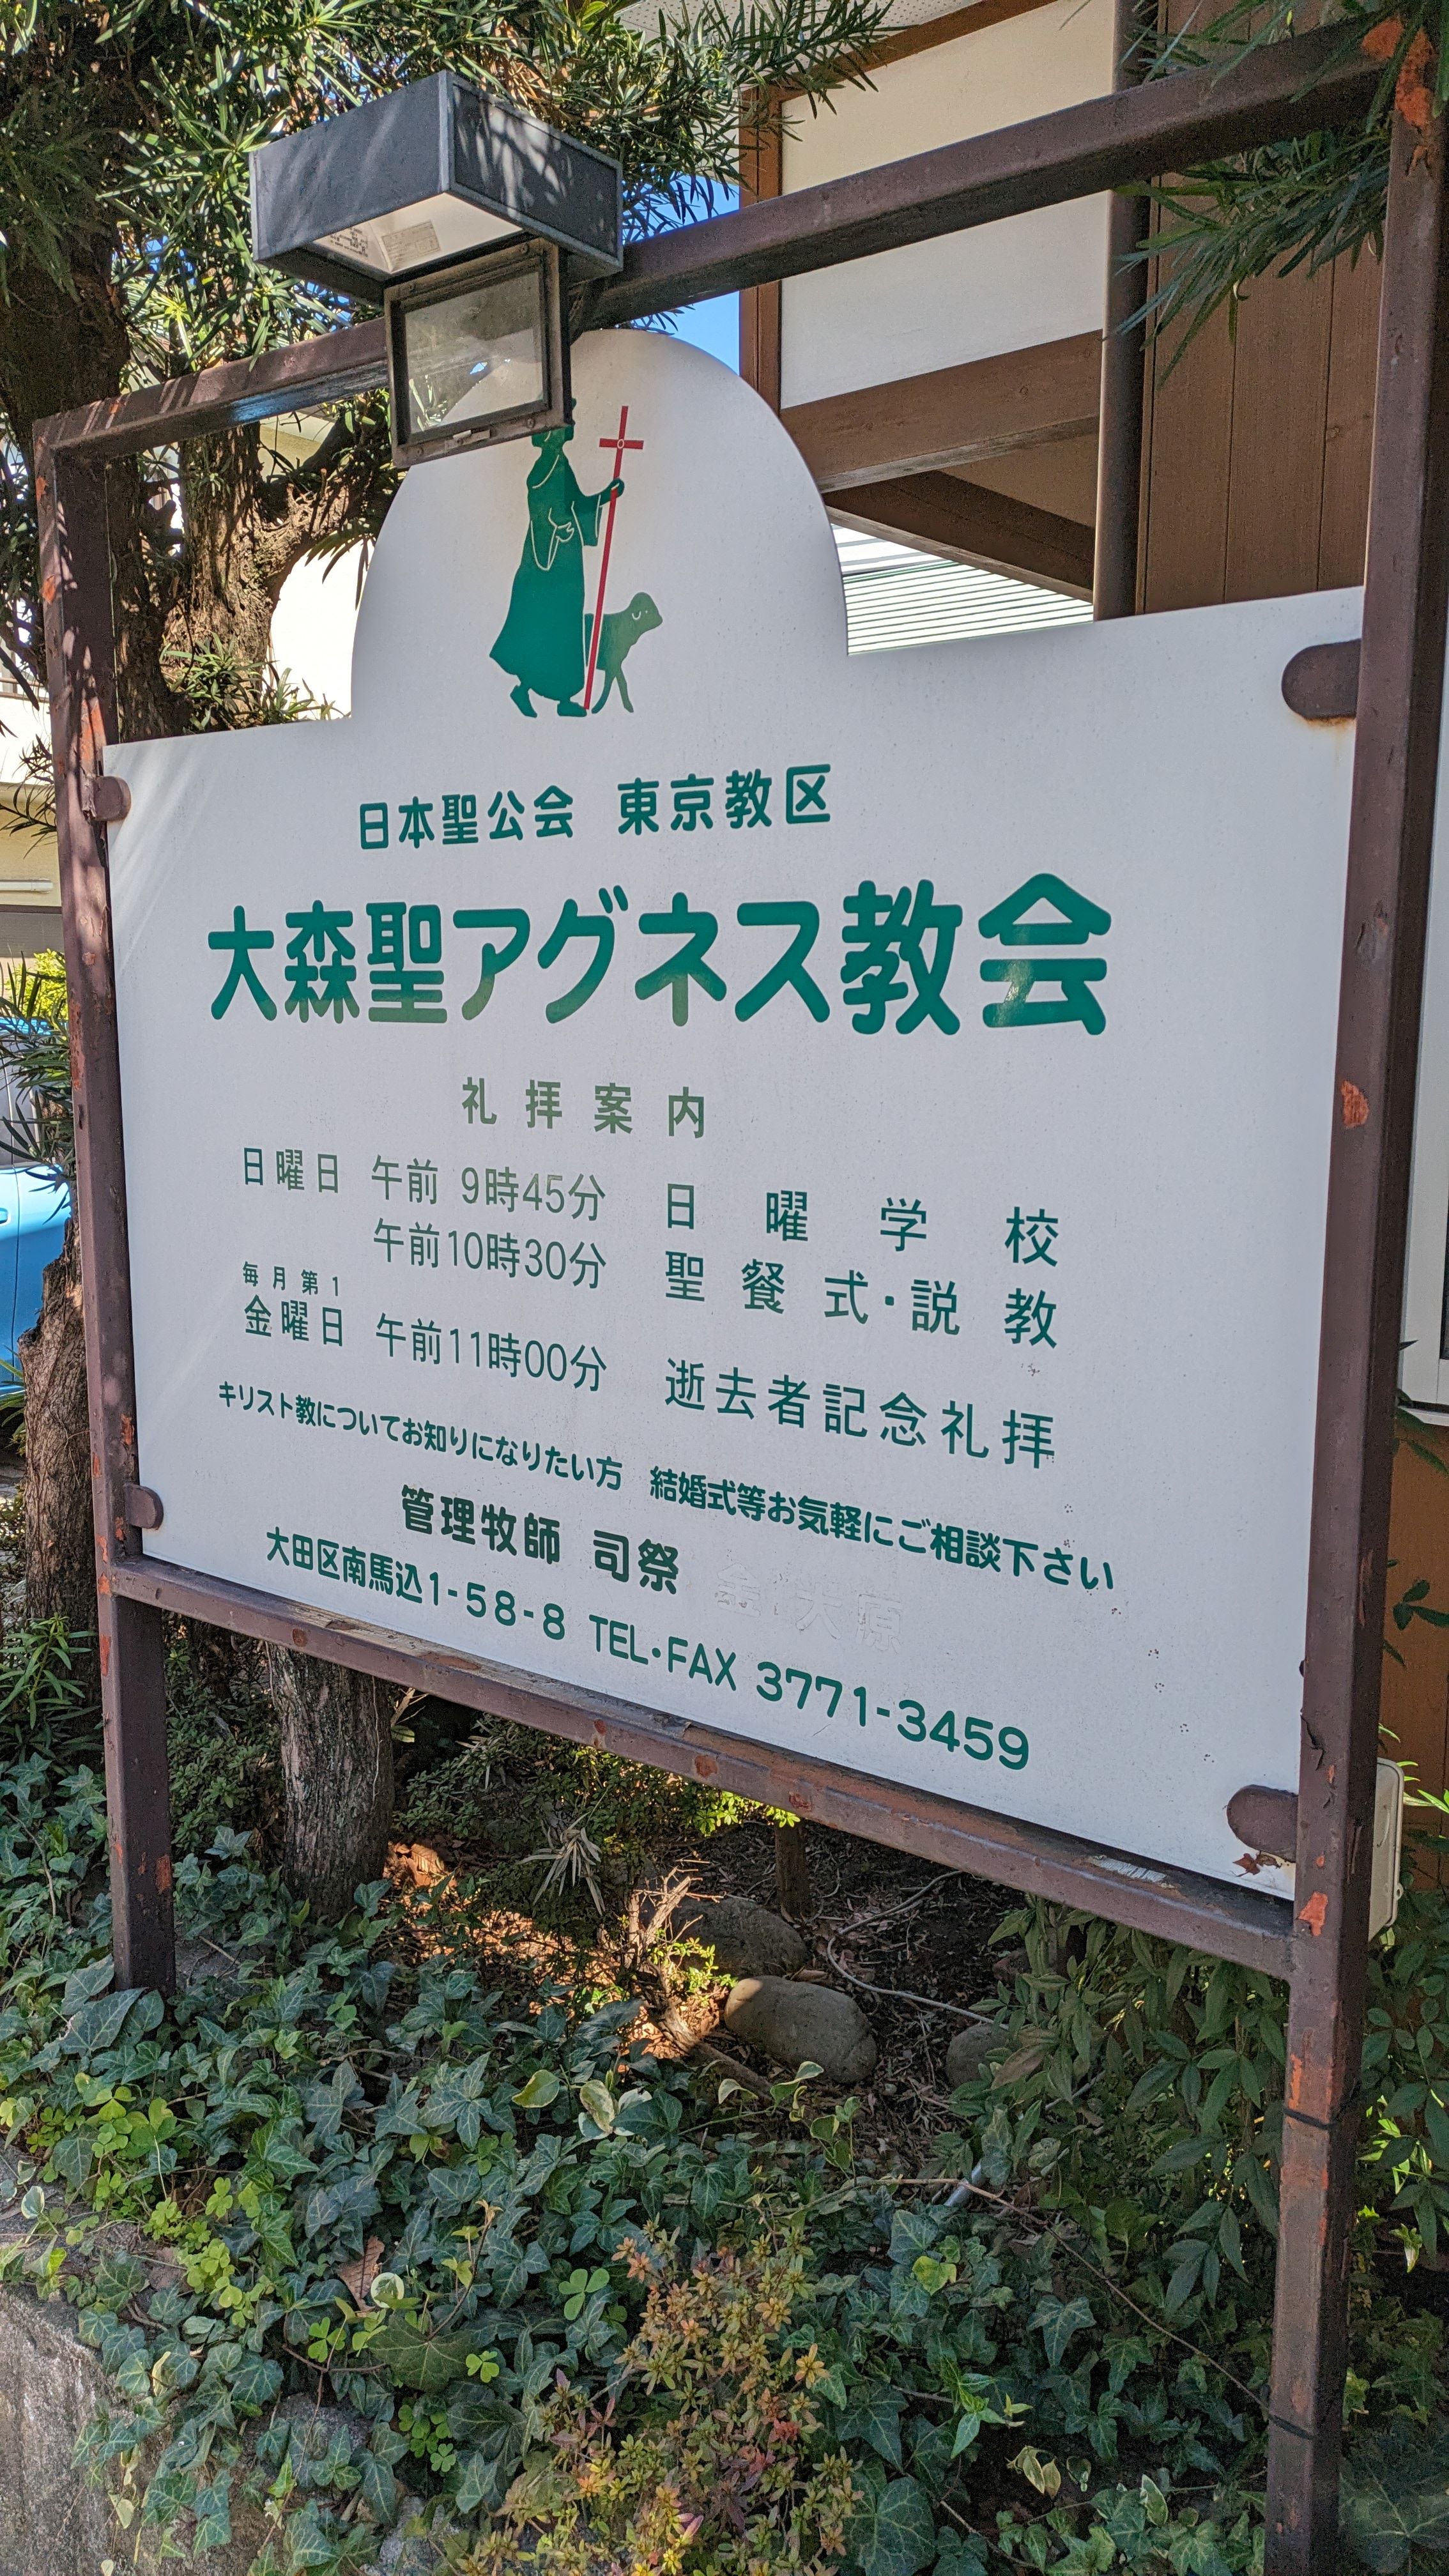 日本聖公会 東京教区
大森聖アグネス教会
礼拝案内
日曜日 午前 9時45分 日曜学校
午前10時30分 聖餐式・説教
毎月第1
金曜日 午前11時00分 逝去者記念礼拝
キリスト教についてお知りになりたい方 結婚式等お気軽にご相談下さい
管理牧師 司祭
大田区南馬込1-58-8 TEL・FAX 3771-3459